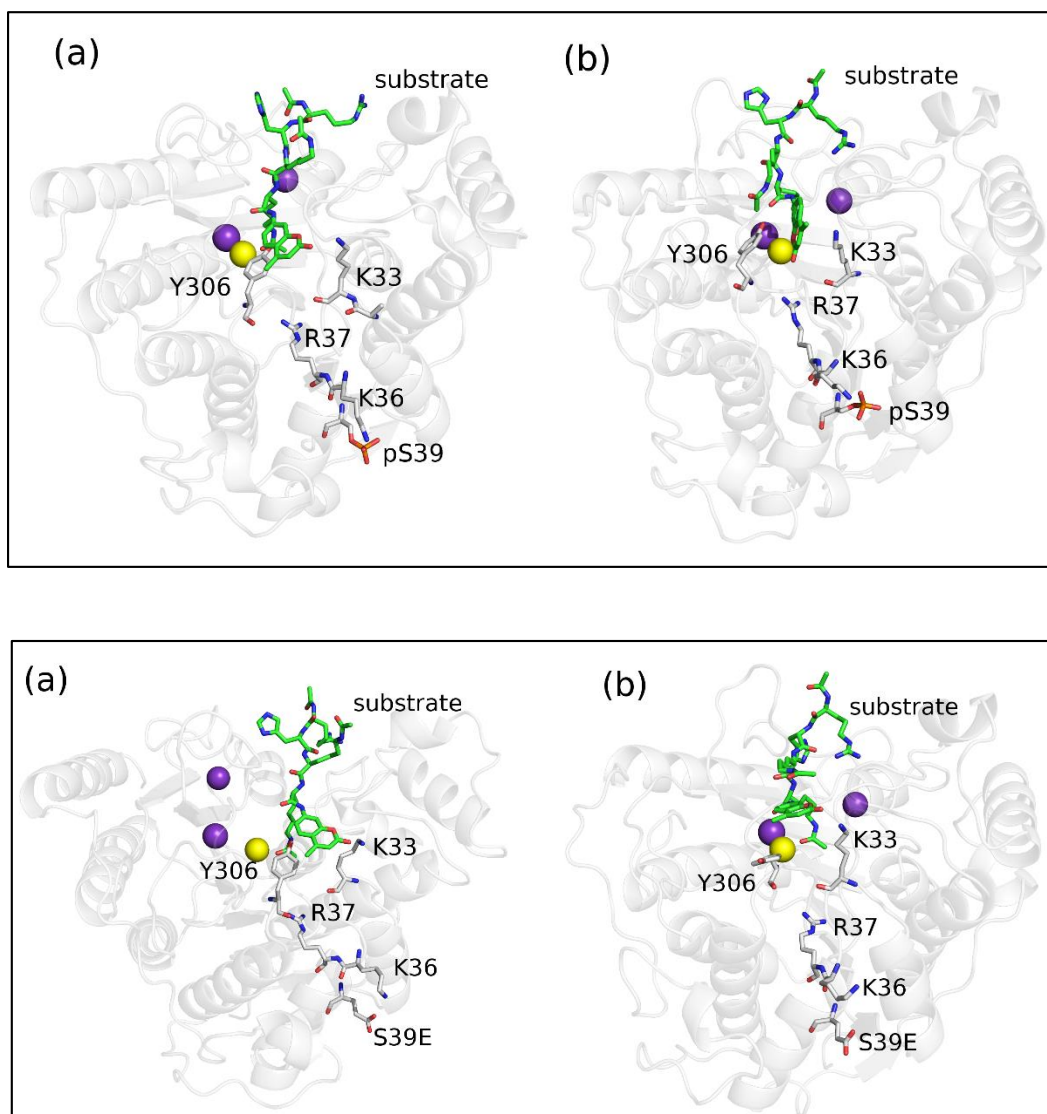 (a)
substrate
(b)
substrate
Y306
K33
R37
K36
pS39
Y306
K33
R37
K36
pS39
(a)
substrate
(b)
substrate
Y306
K33
R37
K36
S39E
Y306
K33
R37
K36
S39E